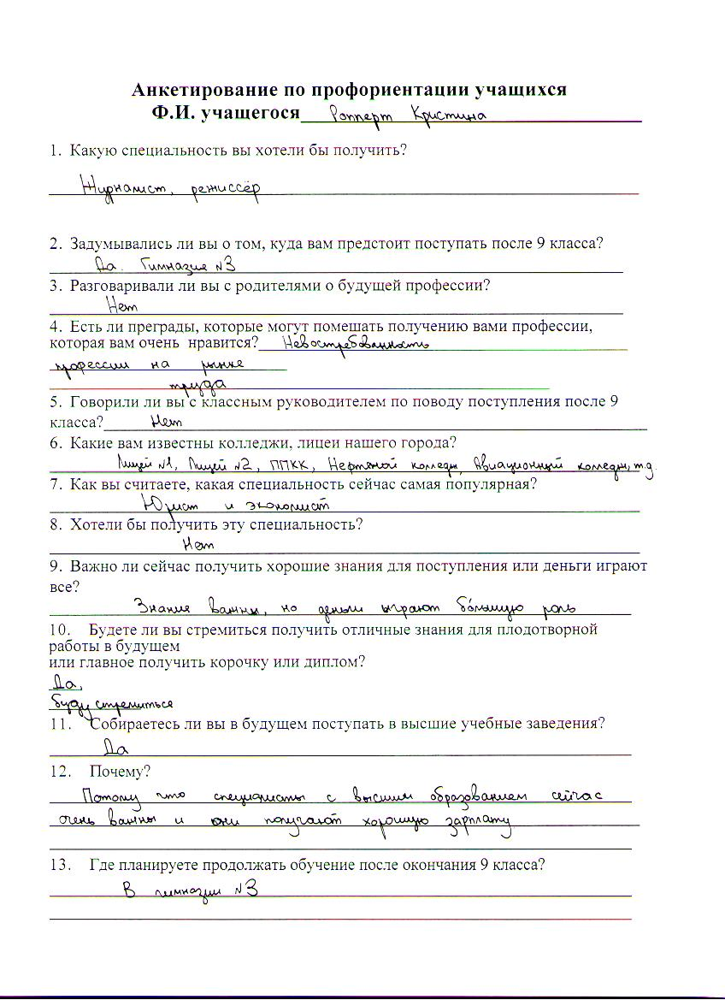 Анкетирование по профориентации учащихся
Ф.И. учащегося Ропперт Кристина
1. Какую специальность вы хотели бы получить?
Журналист, режиссёр
2. Задумывались ли вы о том, куда вам предстоит поступать после 9 класса?
Да. Гимназия №3
3. Разговаривали ли вы с родителями о будущей профессии?
Нет
4. Есть ли преграды, которые могут помешать получению вами профессии,
которая вам очень нравится? Невостребованность
профессии на рынке
труда
5. Говорили ли вы с классным руководителем по поводу поступления после 9
класса? Нет
6. Какие вам известны колледжи, лицеи нашего города?
Лицей №1, Лицей №2, ППКК, Нефтяной колледж, Авиационный колледж, т.д.
7. Как вы считаете, какая специальность сейчас самая популярная?
Юрист и экономист
8. Хотели бы получить эту специальность?
Нет
9. Важно ли сейчас получить хорошие знания для поступления или деньги играют
все?
Знания важны, но деньги играют бо́льшую роль
10. Будете ли вы стремиться получить отличные знания для плодотворной
работы в будущем
или главное получить корочку или диплом?
Да,
буду стремиться
11. Собираетесь ли вы в будущем поступать в высшие учебные заведения?
Да
12. Почему?
Потому что специалисты с высшим образованием сейчас
очень важны и они получают хорошую зарплату
13. Где планируете продолжать обучение после окончания 9 класса?
В гимназии №3